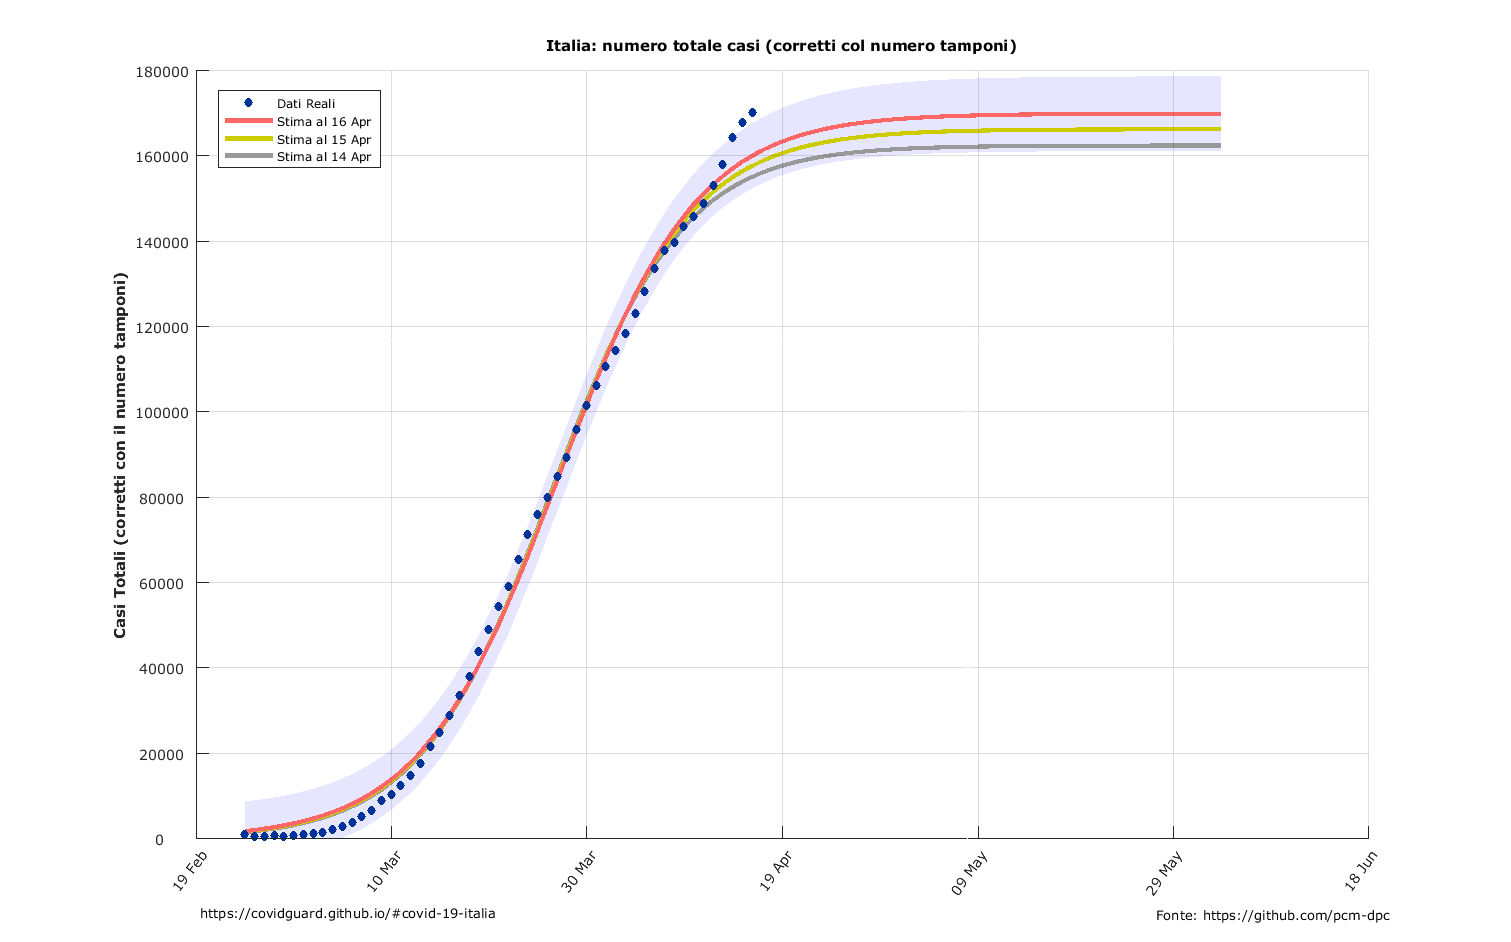 Italia: numero totale casi (corretti col numero tamponi)
Dati Reali
Stima al 16 Apr
Stima al 15 Apr
Stima al 14 Apr
Casi Totali (corretti con il numero tamponi)
180000
160000
140000
120000
100000
80000
60000
40000
20000
0
19 Feb
10 Mar
30 Mar
19 Apr
09 May
29 May
18 Jun
https://covidguard.github.io/#covid-19-italia
Fonte: https://github.com/pcm-dpc